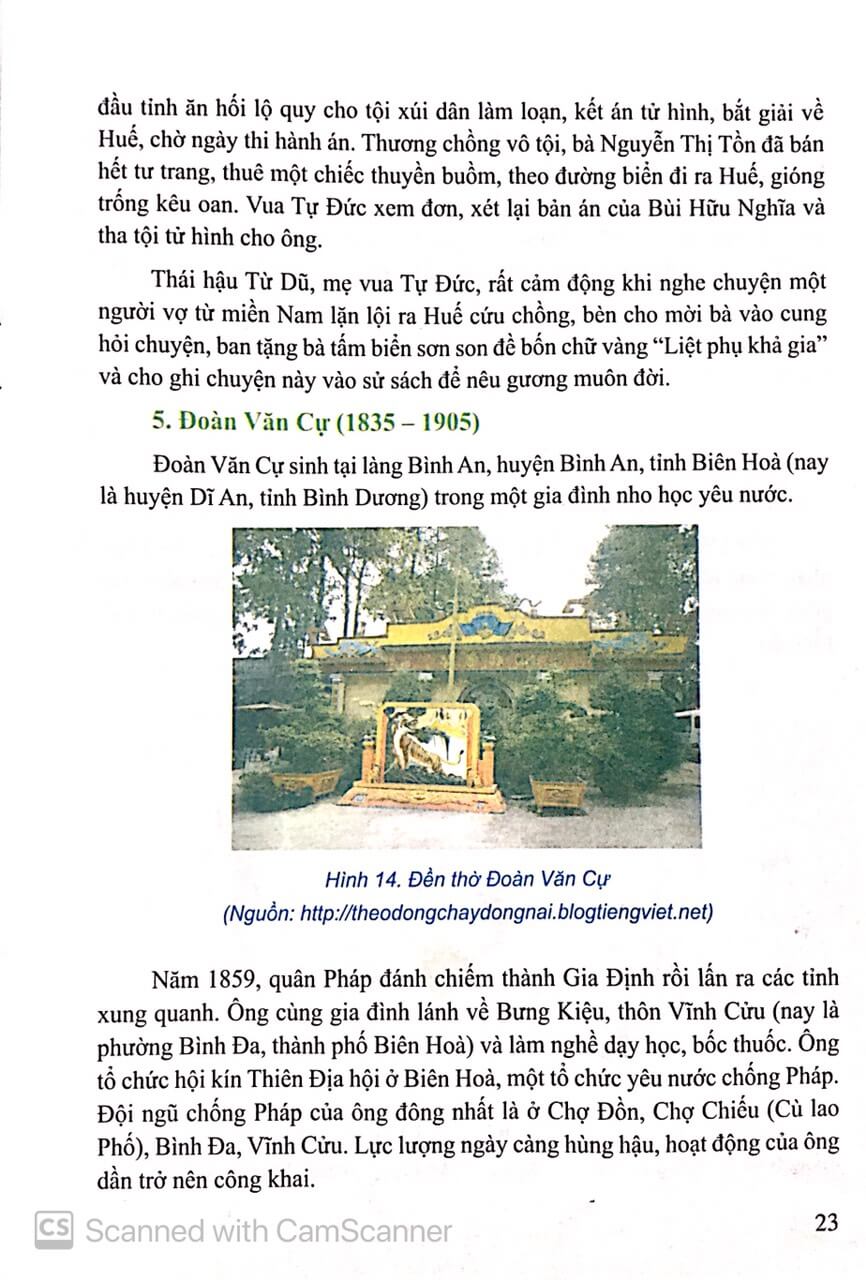 đầu tỉnh ăn hối lộ quy cho tội xúi dân làm loạn, kết án tử hình, bắt giải về
Huế, chờ ngày thi hành án. Thương chồng vô tội, bà Nguyễn Thị Tồn đã bán
hết tư trang, thuê một chiếc thuyền buồm, theo đường biển đi ra Huế, gióng
trống kêu oan. Vua Tự Đức xem đơn, xét lại bản án của Bùi Hữu Nghĩa và
tha tội tử hình cho ông.
Thái hậu Từ Dũ, mẹ vua Tự Đức, rất cảm động khi nghe chuyện một
người vợ từ miền Nam lặn lội ra Huế cứu chồng, bèn cho mời bà vào cung
hỏi chuyện, ban tặng bà tấm biển sơn son đề bốn chữ vàng “Liệt phụ khả gia”
và cho ghi chuyện này vào sử sách để nêu gương muôn đời.
5. Đoàn Văn Cự (1835 – 1905)
Đoàn Văn Cự sinh tại làng Bình An, huyện Bình An, tỉnh Biên Hoà (nay
là huyện Dĩ An, tỉnh Bình Dương) trong một gia đình nho học yêu nước.
Hình 14. Đền thờ Đoàn Văn Cự
(Nguồn: http://theodongchaydongnai.blogtiengviet.net)
Năm 1859, quân Pháp đánh chiếm thành Gia Định rồi lấn ra các tỉnh
xung quanh. Ông cùng gia đình lánh về Bưng Kiệu, thôn Vĩnh Cửu (nay là
phường Bình Đa, thành phố Biên Hoà) và làm nghề dạy học, bốc thuốc. Ông
tổ chức hội kín Thiên Địa hội ở Biên Hoà, một tổ chức yêu nước chống Pháp.
Đội ngũ chống Pháp của ông đông nhất là ở Chợ Đồn, Chợ Chiếu (Cù lao
Phố), Bình Đa, Vĩnh Cửu. Lực lượng ngày càng hùng hậu, hoạt động của ông
dần trở nên công khai.
23
CS Scanned with CamScanner